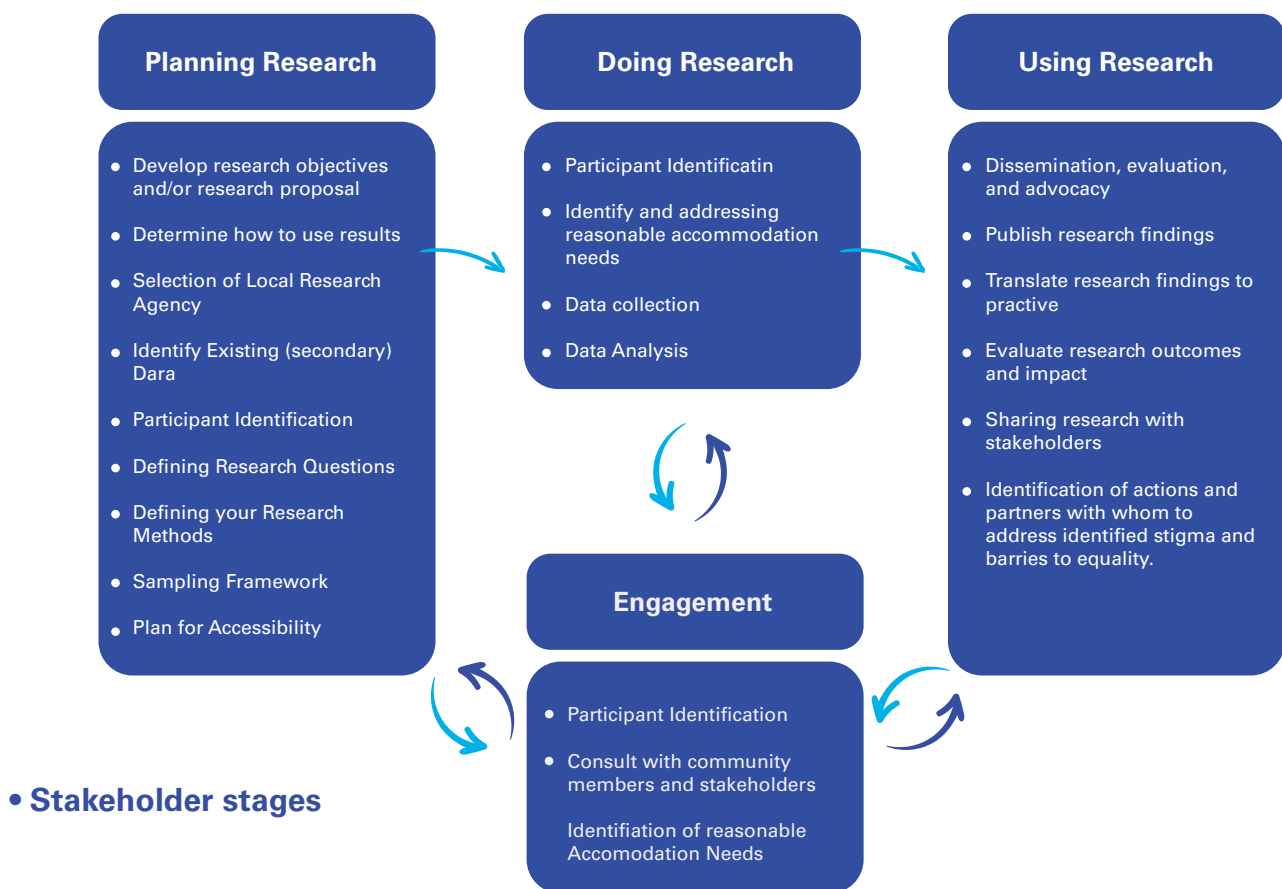 Planning Research
• Develop research objectives
and/or research proposal
• Determine how to use results
• Selection of Local Research
Agency
• Identify Existing (secondary)
Dara
• Participant Identification
• Defining Research Questions
• Defining your Research
Methods
• Sampling Framework
• Plan for Accessibility
Doing Research
• Participant Identificatin
• Identify and addressing
reasonable accommodation
needs
• Data collection
• Data Analysis
Using Research
• Dissemination, evaluation,
and advocacy
• Publish research findings
• Translate research findings to
practive
• Evaluate research outcomes
and impact
• Sharing research with
stakeholders
• Identification of actions and
partners with whom to
address identified stigma and
barries to equality.
Engagement
• Participant Identification
• Consult with community
members and stakeholders
Identifiation of reasonable
Accomodation Needs
• Stakeholder stages